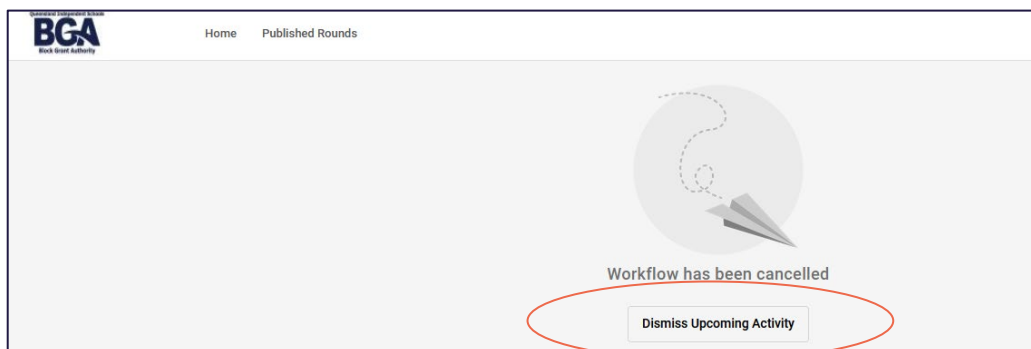 Queensland Independent Schools
BGA
Block Grant Authority
Home Published Rounds
Workflow has been cancelled
Dismiss Upcoming Activity